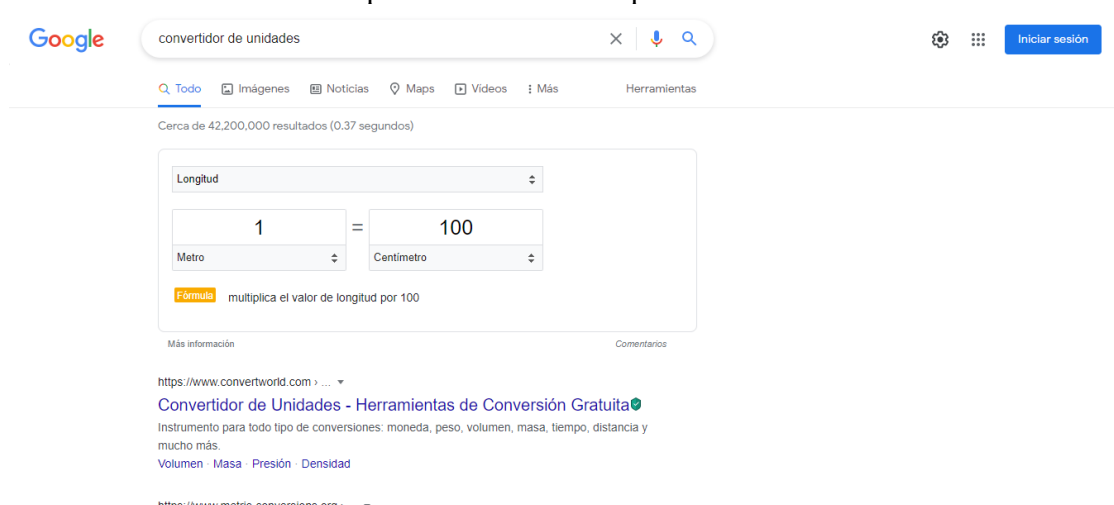 Google
convertidor de unidades
Iniciar sesión
Todo Imágenes Noticias Maps Videos Más Herramientas
Cerca de 42,200,000 resultados (0.37 segundos)
Longitud
1 = 100
Metro Centímetro
Fórmula multiplica el valor de longitud por 100
Más información Comentarios
https://www.convertworld.com › ...
Convertidor de Unidades - Herramientas de Conversión Gratuita
Instrumento para todo tipo de conversiones: moneda, peso, volumen, masa, tiempo, distancia y
mucho más.
Volumen · Masa · Presión · Densidad